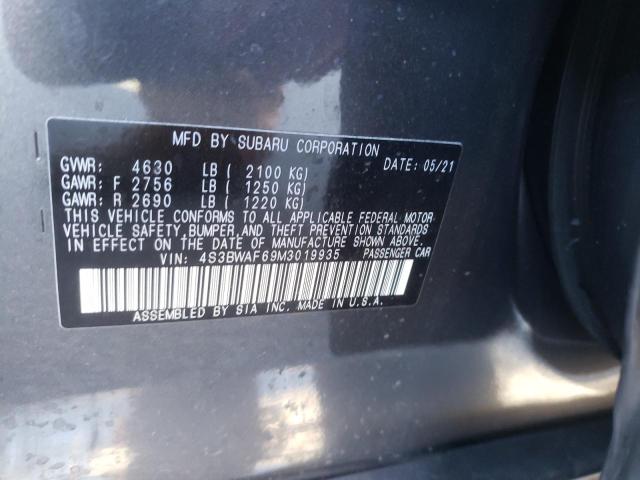 MFD BY SUBARU CORPORATION
GVWR: 4630 LB ( 2100 KG) DATE: 05/21
GAWR: F 2756 LB ( 1250 KG)
GAWR: R 2690 LB ( 1220 KG)
THIS VEHICLE CONFORMS TO ALL APPLICABLE FEDERAL MOTOR
VEHICLE SAFETY, BUMPER, AND THEFT PREVENTION STANDARDS
IN EFFECT ON THE DATE OF MANUFACTURE SHOWN ABOVE.
VIN: 4S3BWAF69M3019935 PASSENGER CAR
ASSEMBLED BY SIA INC. MADE IN U.S.A.